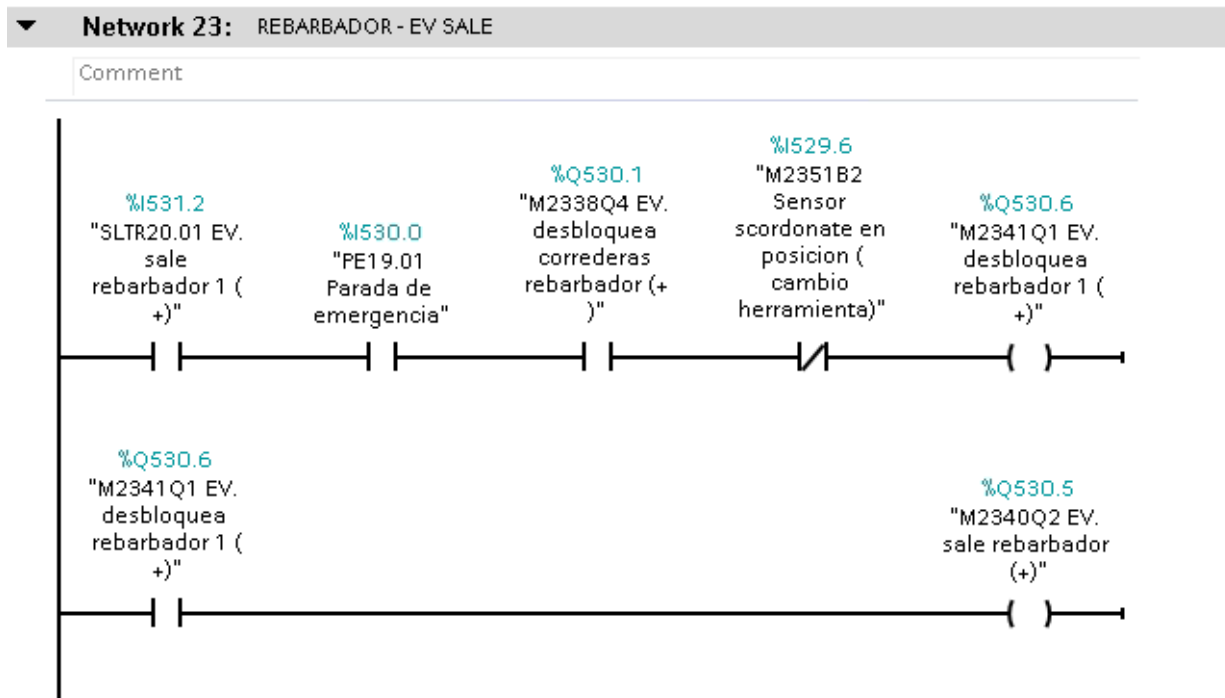 Network 23: REBARBADOR - EV SALE
Comment
%I531.2
"SLTR20.01 EV.
sale
rebarbador 1 (
+)"
%I530.0
"PE19.01
Parada de
emergencia"
%Q530.1
"M2338Q4 EV.
desbloquea
correderas
rebarbador (+
)"
%I529.6
"M2351B2
Sensor
scordonate en
posicion (
cambio
herramienta)"
%Q530.6
"M2341Q1 EV.
desbloquea
rebarbador 1 (
+)"
%Q530.6
"M2341Q1 EV.
desbloquea
rebarbador 1 (
+)"
%Q530.5
"M2340Q2 EV.
sale rebarbador
(+)"